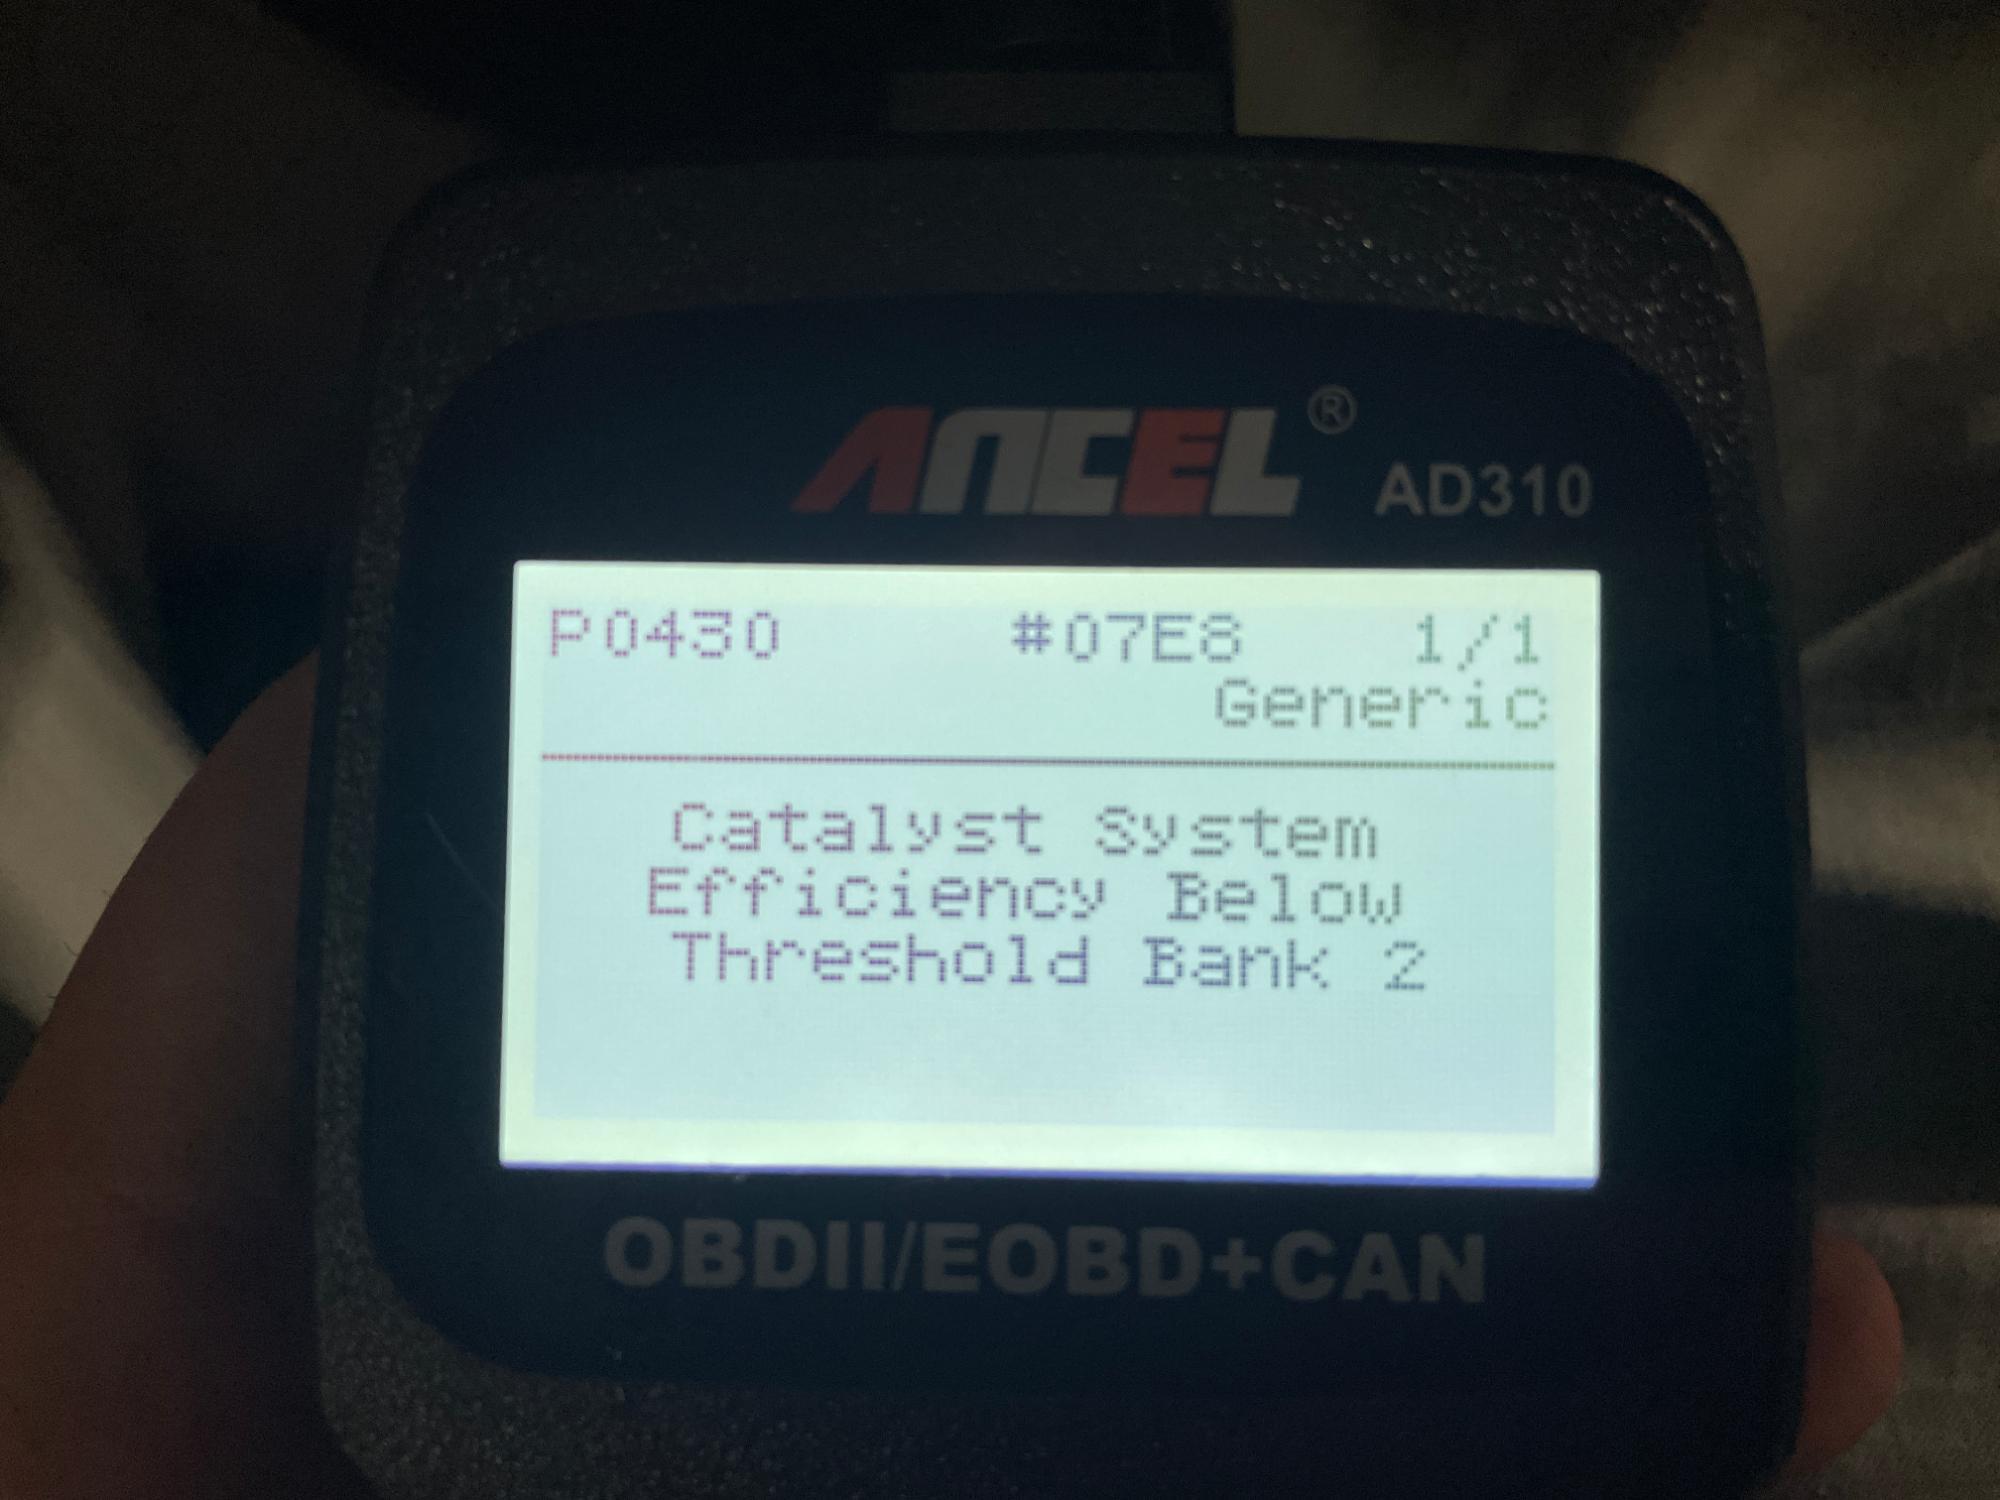 ANCEL® AD310
P0430 #07E8 1/1
Generic
Catalyst System
Efficiency Below
Threshold Bank 2
OBDII/EOBD+CAN